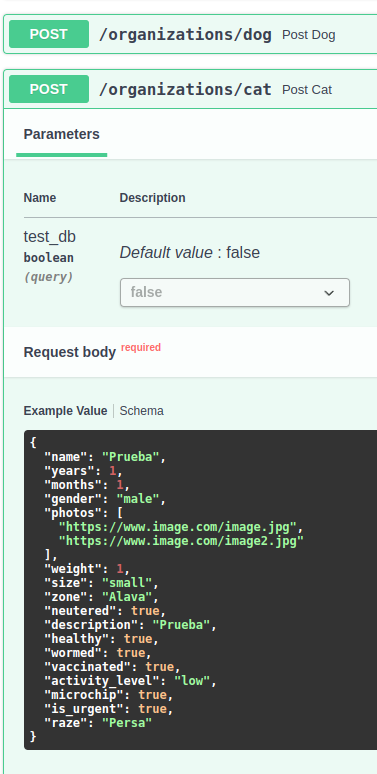 POST /organizations/dog Post Dog
POST /organizations/cat Post Cat
Parameters
Name Description
test_db
boolean
(query)
Default value : false
false
Request body required
Example Value Schema
{
  "name": "Prueba",
  "years": 1,
  "months": 1,
  "gender": "male",
  "photos": [
    "https://www.image.com/image.jpg",
    "https://www.image.com/image2.jpg"
  ],
  "weight": 1,
  "size": "small",
  "zone": "Alava",
  "neutered": true,
  "description": "Prueba",
  "healthy": true,
  "wormed": true,
  "vaccinated": true,
  "activity_level": "low",
  "microchip": true,
  "is_urgent": true,
  "raze": "Persa"
}